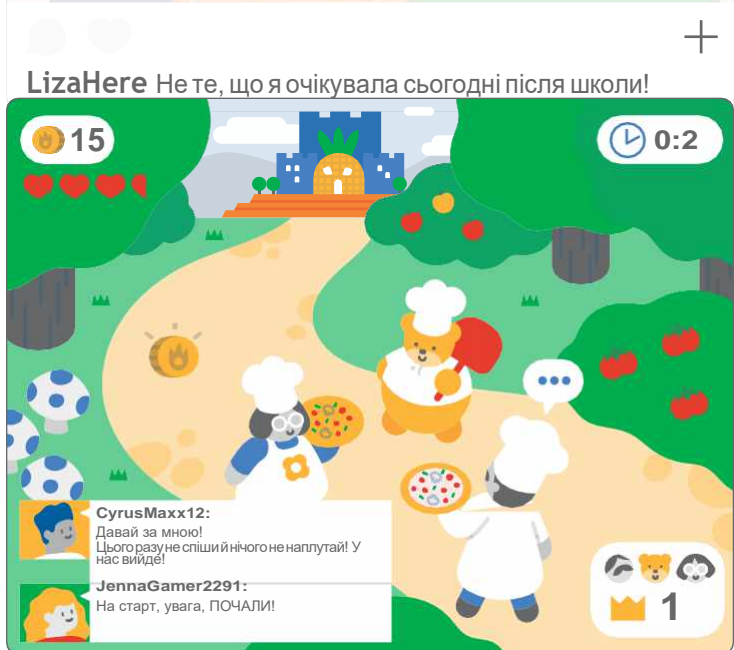 LizaHere Не те, що я очікувала сьогодні після школи!
15
0:2
CyrusMaxx12:
Давай за мною!
Цього разу не спіши й нічого не наплутай! У
нас вийде!
JennaGamer2291:
На старт, увага, ПОЧАЛИ!
1